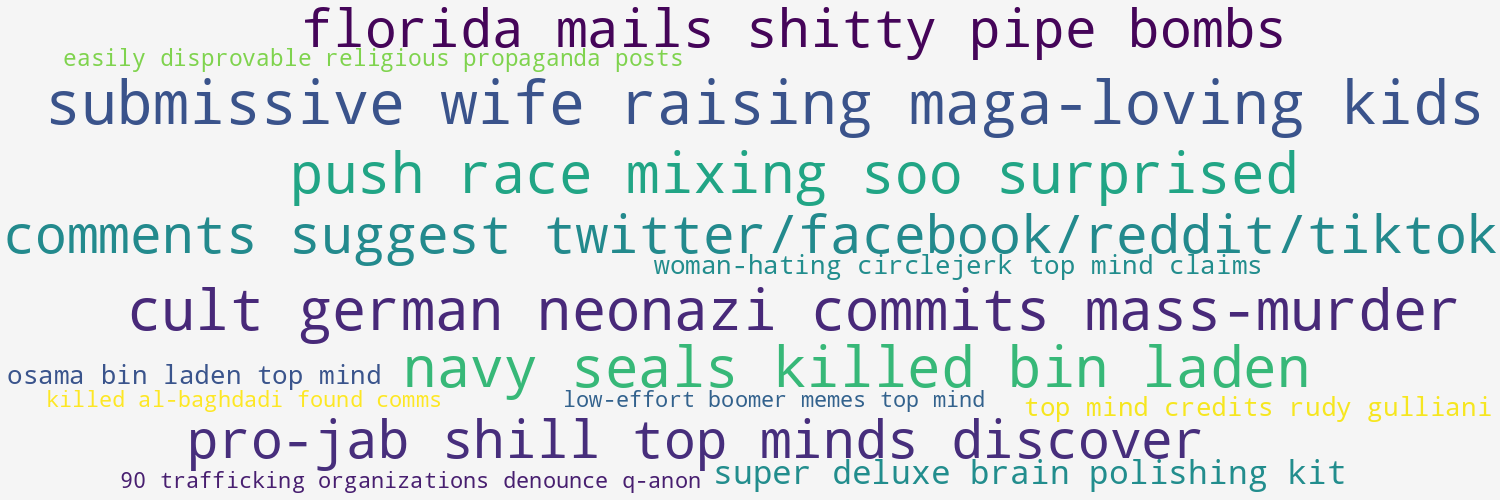 florida mails shitty pipe bombs
easily disprovable religious propaganda posts
submissive wife raising maga-loving kids
push race mixing soo surprised
comments suggest twitter/facebook/reddit/tiktok
woman-hating circlejerk top mind claims
cult german neonazi commits mass-murder
navy seals killed bin laden
osama bin laden top mind
killed al-baghdadi found comms
low-effort boomer memes top mind
top mind credits rudy gulliani
pro-jab shill top minds discover
super deluxe brain polishing kit
90 trafficking organizations denounce q-anon